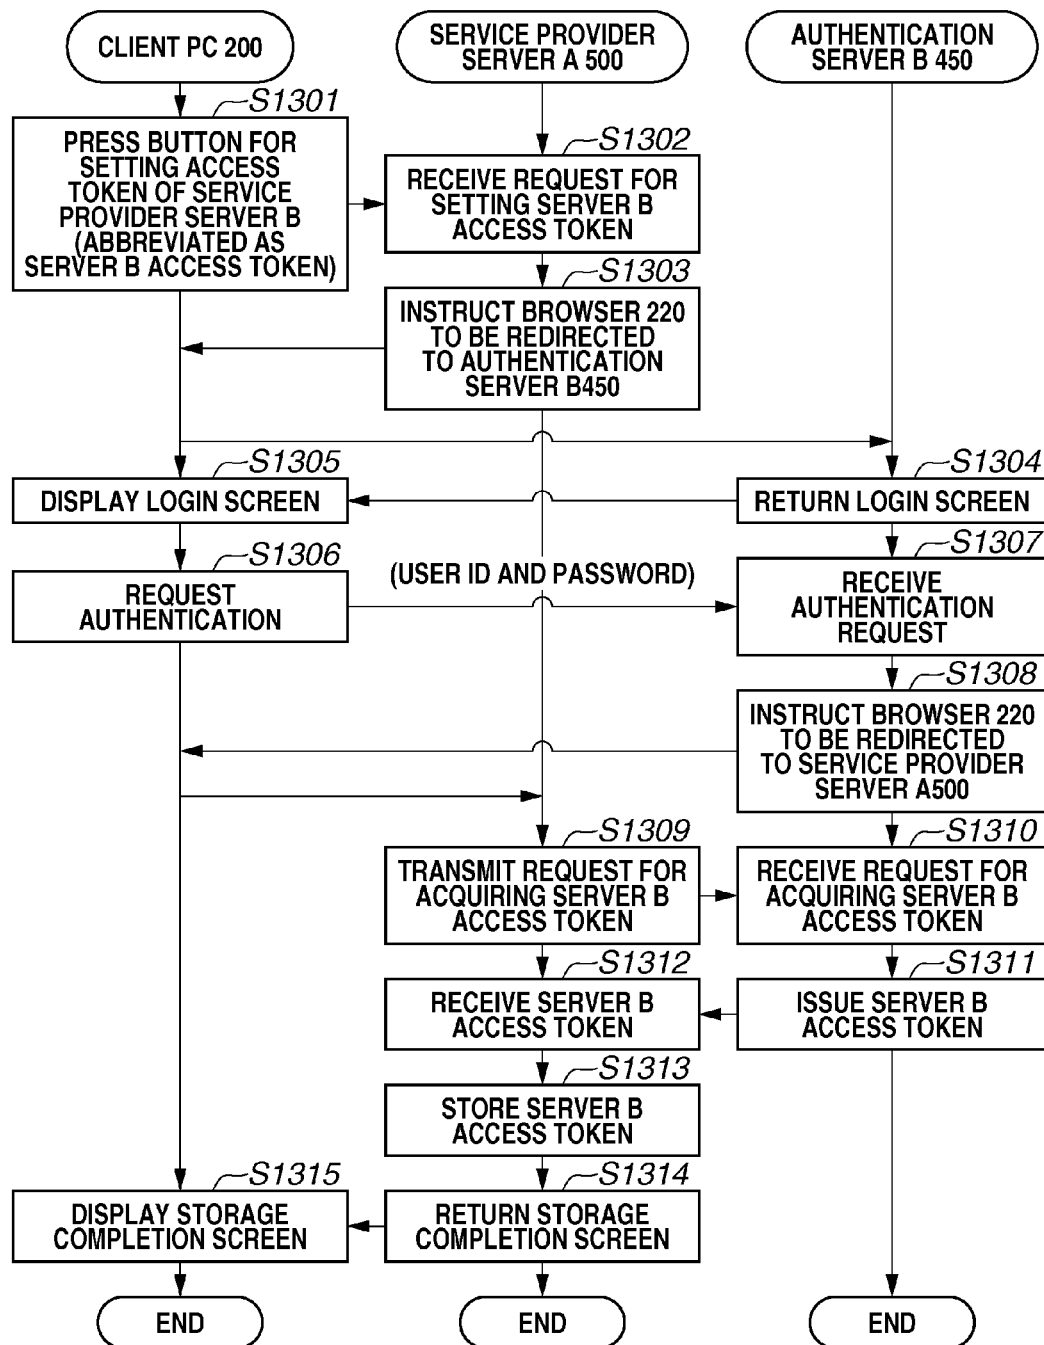 CLIENT PC 200
SERVICE PROVIDER
SERVER A 500
AUTHENTICATION
SERVER B 450
S1301
PRESS BUTTON FOR
SETTING ACCESS
TOKEN OF SERVICE
PROVIDER SERVER B
(ABBREVIATED AS
SERVER B ACCESS TOKEN)
S1302
RECEIVE REQUEST FOR
SETTING SERVER B
ACCESS TOKEN
S1303
INSTRUCT BROWSER 220
TO BE REDIRECTED
TO AUTHENTICATION
SERVER B450
S1305
DISPLAY LOGIN SCREEN
S1304
RETURN LOGIN SCREEN
S1306
REQUEST
AUTHENTICATION
(USER ID AND PASSWORD)
S1307
RECEIVE
AUTHENTICATION
REQUEST
S1308
INSTRUCT BROWSER 220
TO BE REDIRECTED
TO SERVICE PROVIDER
SERVER A500
S1309
TRANSMIT REQUEST FOR
ACQUIRING SERVER B
ACCESS TOKEN
S1310
RECEIVE REQUEST FOR
ACQUIRING SERVER B
ACCESS TOKEN
S1312
RECEIVE SERVER B
ACCESS TOKEN
S1311
ISSUE SERVER B
ACCESS TOKEN
S1313
STORE SERVER B
ACCESS TOKEN
S1315
DISPLAY STORAGE
COMPLETION SCREEN
S1314
RETURN STORAGE
COMPLETION SCREEN
END
END
END